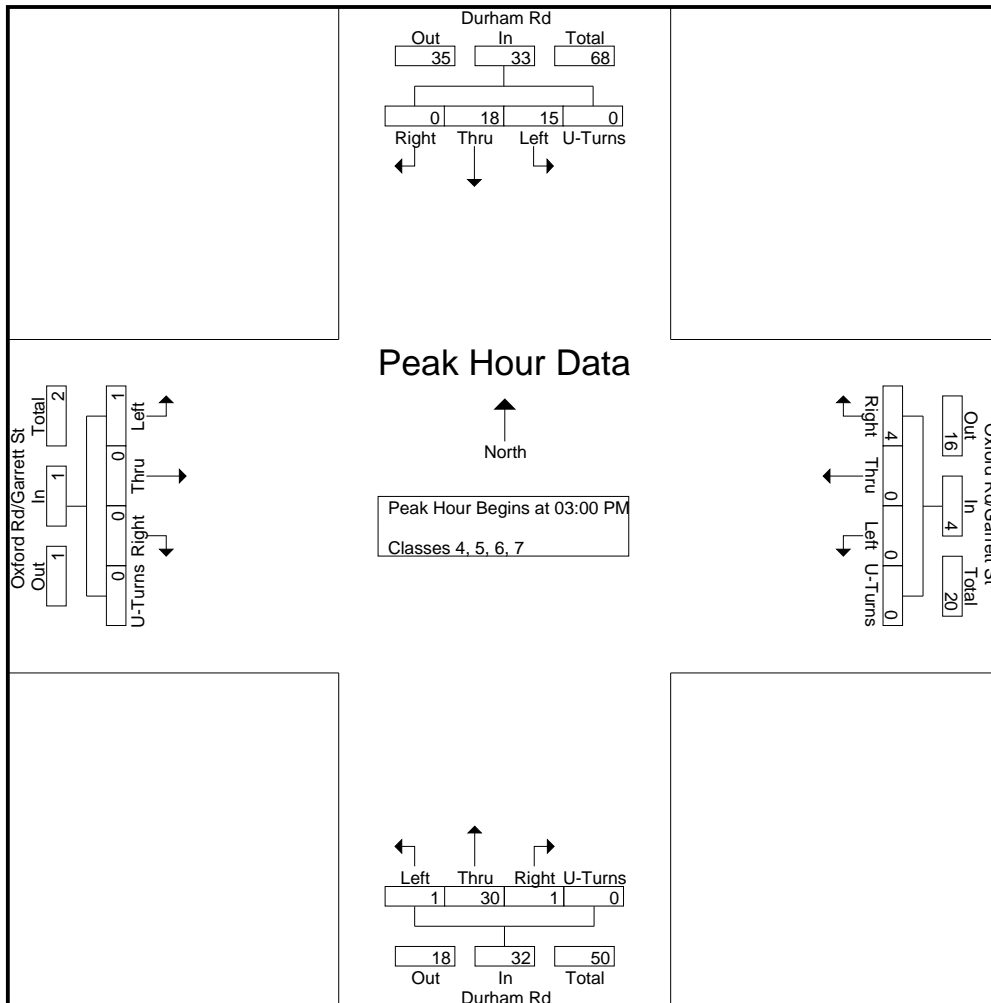 Durham Rd
Out In Total
35 33 68
0 18 15 0
Right Thru Left U-Turns
Peak Hour Data
North
Peak Hour Begins at 03:00 PM
Classes 4, 5, 6, 7
Oxford Rd/Garrett St
Total In Out
2 1 1
1 0 0 0
Left Thru Right U-Turns
Oxford Rd/Garrett St
Out In Total
16 4 20
4 0 0 0
Right Thru Left U-Turns
Left Thru Right U-Turns
1 30 1 0
18 32 50
Out In Total
Durham Rd